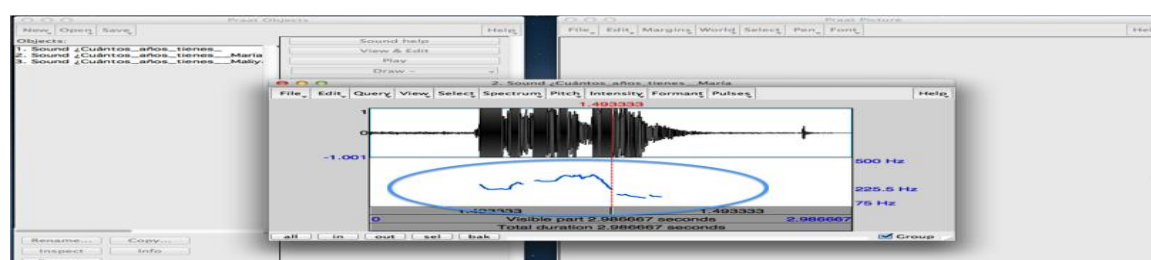 Praat Objects
New Open Save Help
Objects:
1. Sound ¿Cuántos_años_tienes_
2. Sound ¿Cuántos_años_tienes__María
3. Sound ¿Cuántos_años_tienes__Maliy
Sound help
View & Edit
Play
Draw -
Rename... Copy...
Inspect Info
Praat Picture
File Edit Margins World Select Pen Font Hel
2. Sound ¿Cuántos_años_tienes__María
File Edit Query View Select Spectrum Pitch Intensity Formant Pulses Help
1.493333
1
0
-1.001
500 Hz
225.5 Hz
75 Hz
1.493333 1.493333
0 Visible part 2.986667 seconds 2.986667
Total duration 2.986667 seconds
all in out sel bak Group